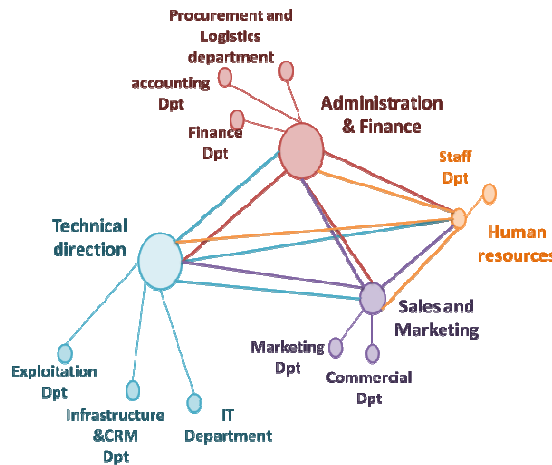 Procurement and
Logistics
department
accounting
Dpt
Administration
& Finance
Finance
Dpt
Staff
Dpt
Technical
direction
Human
resources
Sales and
Marketing
Marketing
Dpt
Commercial
Dpt
Exploitation
Dpt
Infrastructure
&CRM
Dpt
IT
Department